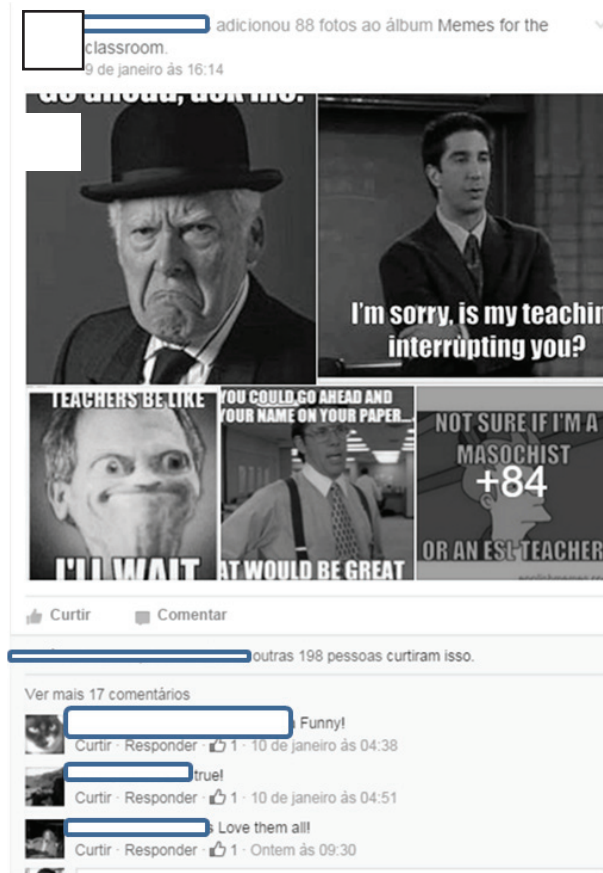 adicionou 88 fotos ao álbum Memes for the
classroom.
9 de janeiro às 16:14
Go ahead, ask me.
I'm sorry, is my teachin
interrupting you?
TEACHERS BE LIKE
I'LL WAIT
YOU COULD GO AHEAD AND
YOUR NAME ON YOUR PAPER...
AT WOULD BE GREAT
NOT SURE IF I'M A
MASOCHIST
+84
OR AN ESL TEACHER
Curtir Comentar
outras 198 pessoas curtiram isso.
Ver mais 17 comentários
Funny!
Curtir · Responder · 1 · 10 de janeiro às 04:38
true!
Curtir · Responder · 1 · 10 de janeiro às 04:51
s Love them all!
Curtir · Responder · 1 · Ontem às 09:30